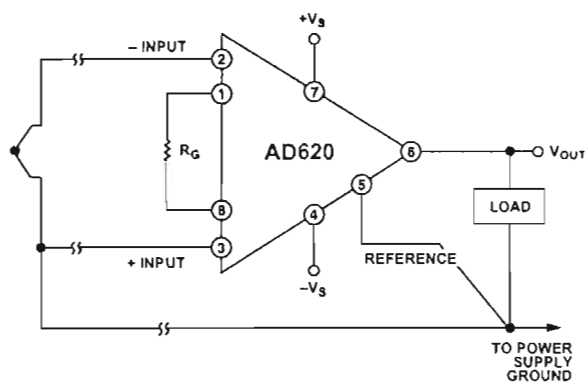 +VS
− INPUT
2
1
7
RG
AD620
6
VOUT
5
8
4
LOAD
3
REFERENCE
+ INPUT
−VS
TO POWER
SUPPLY
GROUND